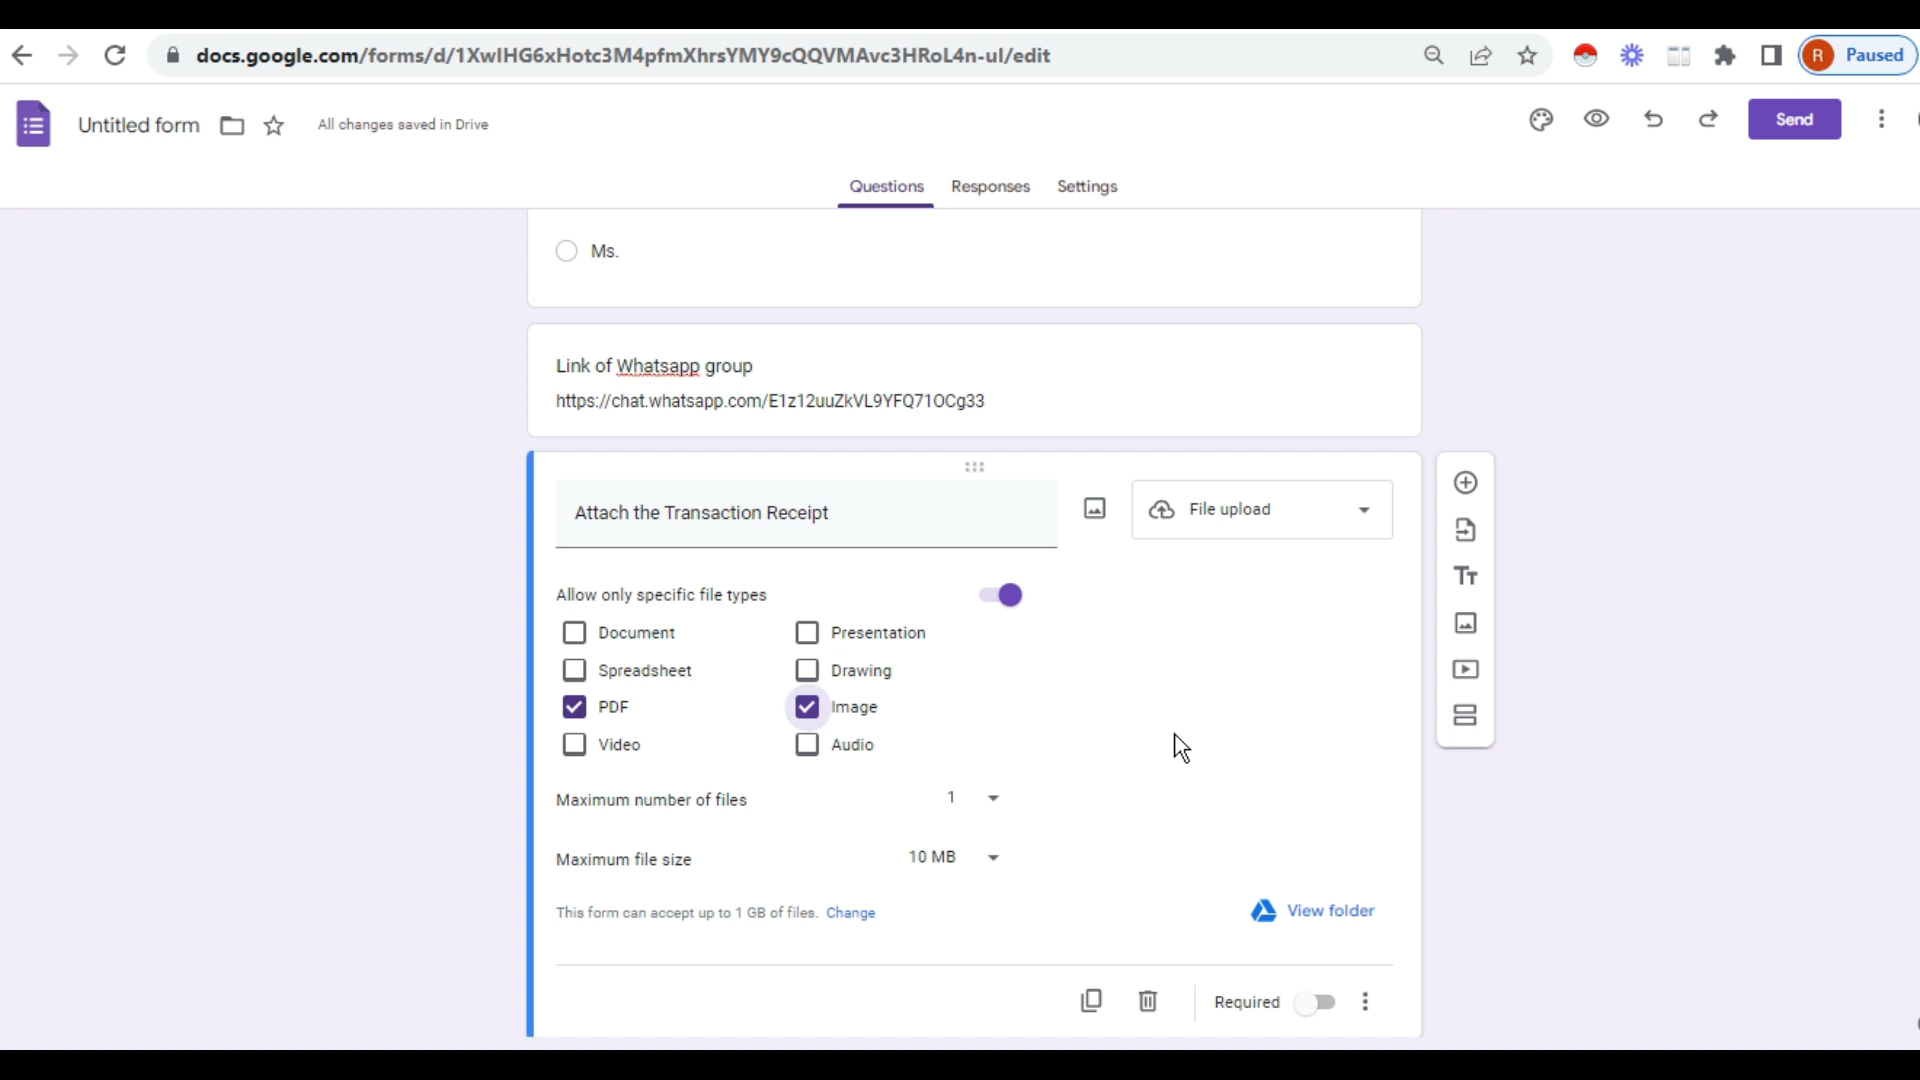 docs.google.com/forms/d/1XwlHG6xHotc3M4pfmXhrsYMY9cQQVMAvc3HRoL4n-uI/edit
R Paused
Untitled form
All changes saved in Drive
Send
Questions Responses Settings
Ms.
Link of Whatsapp group
https://chat.whatsapp.com/E1z12uuZkVL9YFQ71OCg33
Attach the Transaction Receipt
File upload
Allow only specific file types
Document Presentation
Spreadsheet Drawing
PDF Image
Video Audio
Maximum number of files 1
Maximum file size 10 MB
This form can accept up to 1 GB of files. Change
View folder
Required